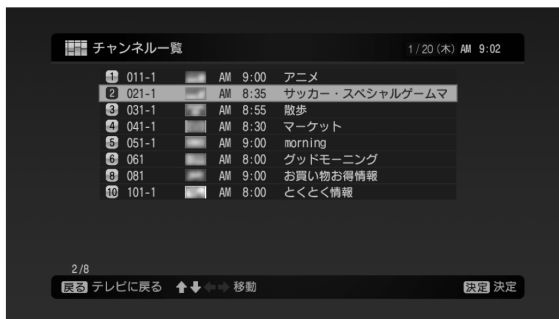 チャンネル一覧 1/20(木) AM 9:02
1 011-1 AM 9:00 アニメ
2 021-1 AM 8:35 サッカー・スペシャルゲームマ
3 031-1 AM 8:55 散歩
4 041-1 AM 8:30 マーケット
5 051-1 AM 9:00 morning
6 061 AM 8:00 グッドモーニング
8 081 AM 9:00 お買い物お得情報
10 101-1 AM 8:00 とくとく情報
2/8
戻る テレビに戻る 移動 決定 決定